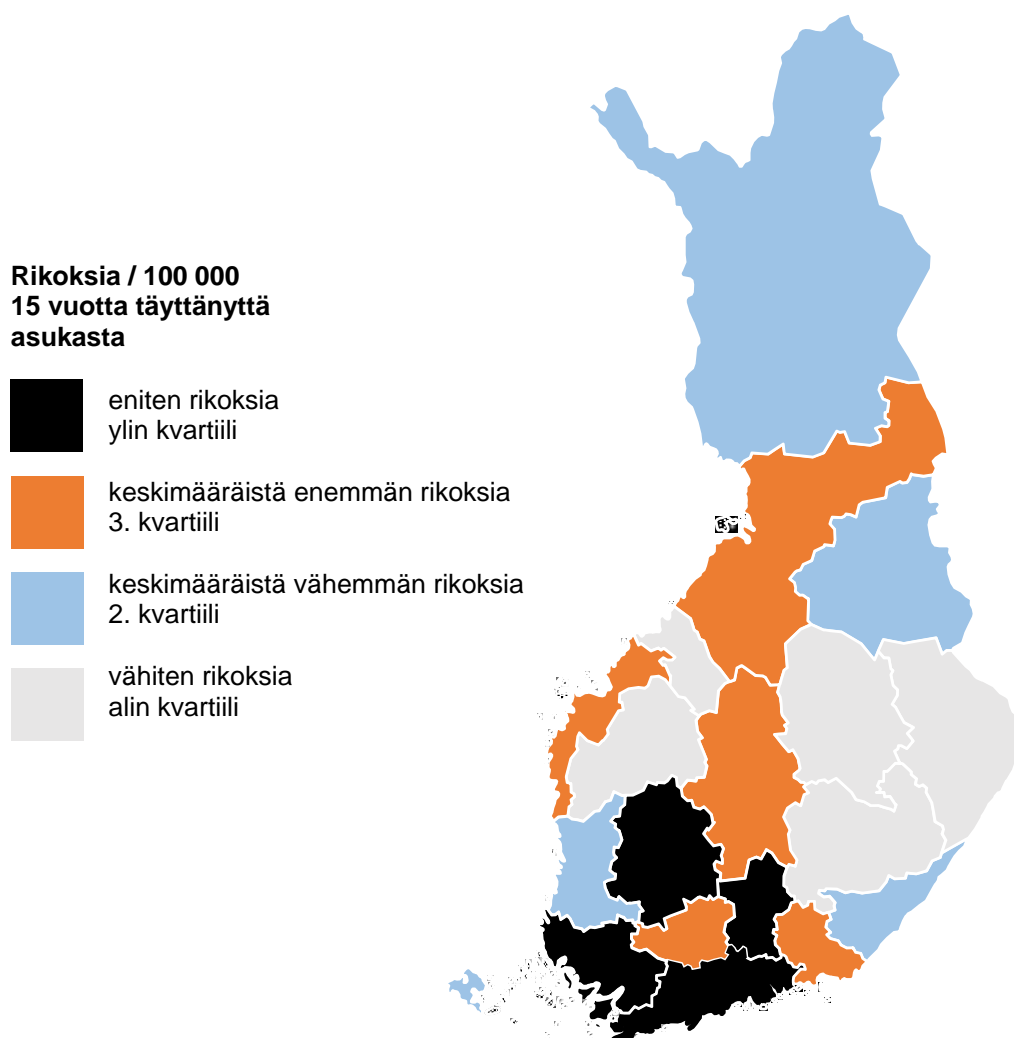 Rikoksia / 100 000
15 vuotta täyttänyttä
asukasta
eniten rikoksia
ylin kvartiili
keskimääräistä enemmän rikoksia
3. kvartiili
keskimääräistä vähemmän rikoksia
2. kvartiili
vähiten rikoksia
alin kvartiili